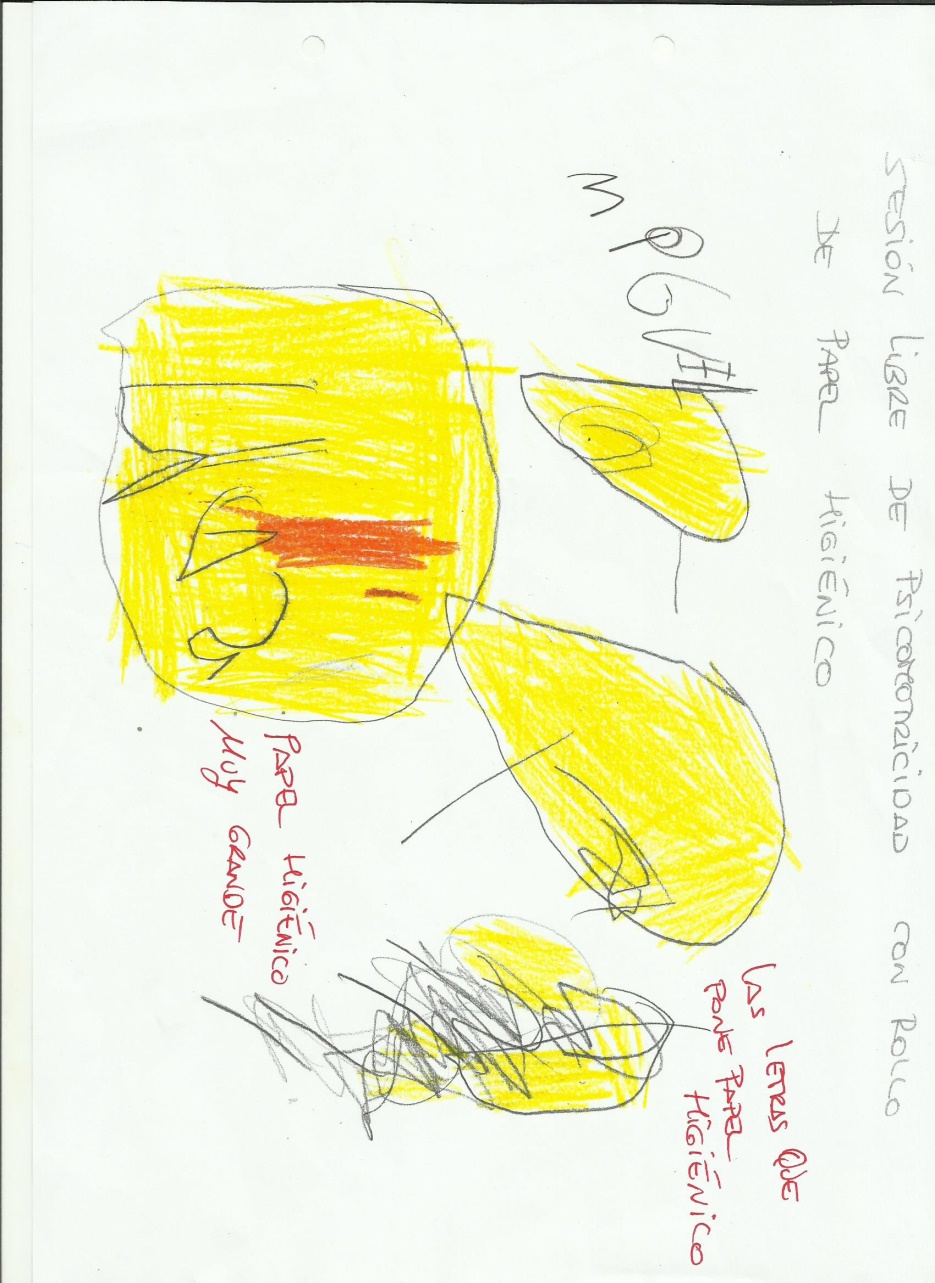 SESIÓN LIBRE DE PSICOMOTRICIDAD CON ROLLO
DE PAPEL HIGIÉNICO
MIGUEL
LAS LETRAS QUE
PONE PAPEL
HIGIÉNICO
PAPEL HIGIÉNICO
MUY GRANDE